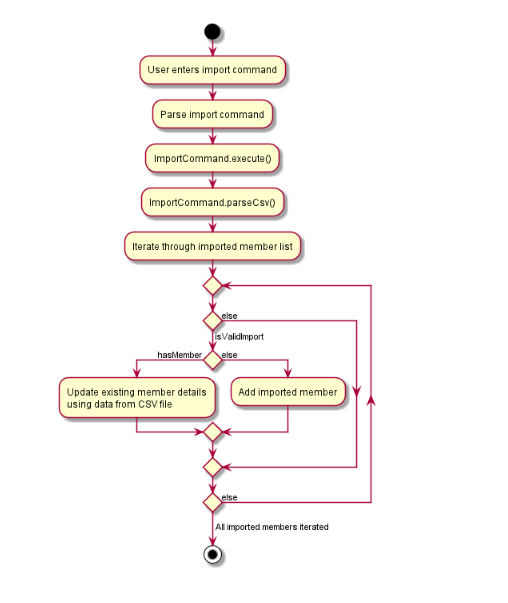 User enters import command
Parse import command
ImportCommand.execute()
ImportCommand.parseCsv()
Iterate through imported member list
else
isValidImport
hasMember
else
Update existing member details
using data from CSV file
Add imported member
else
All imported members iterated